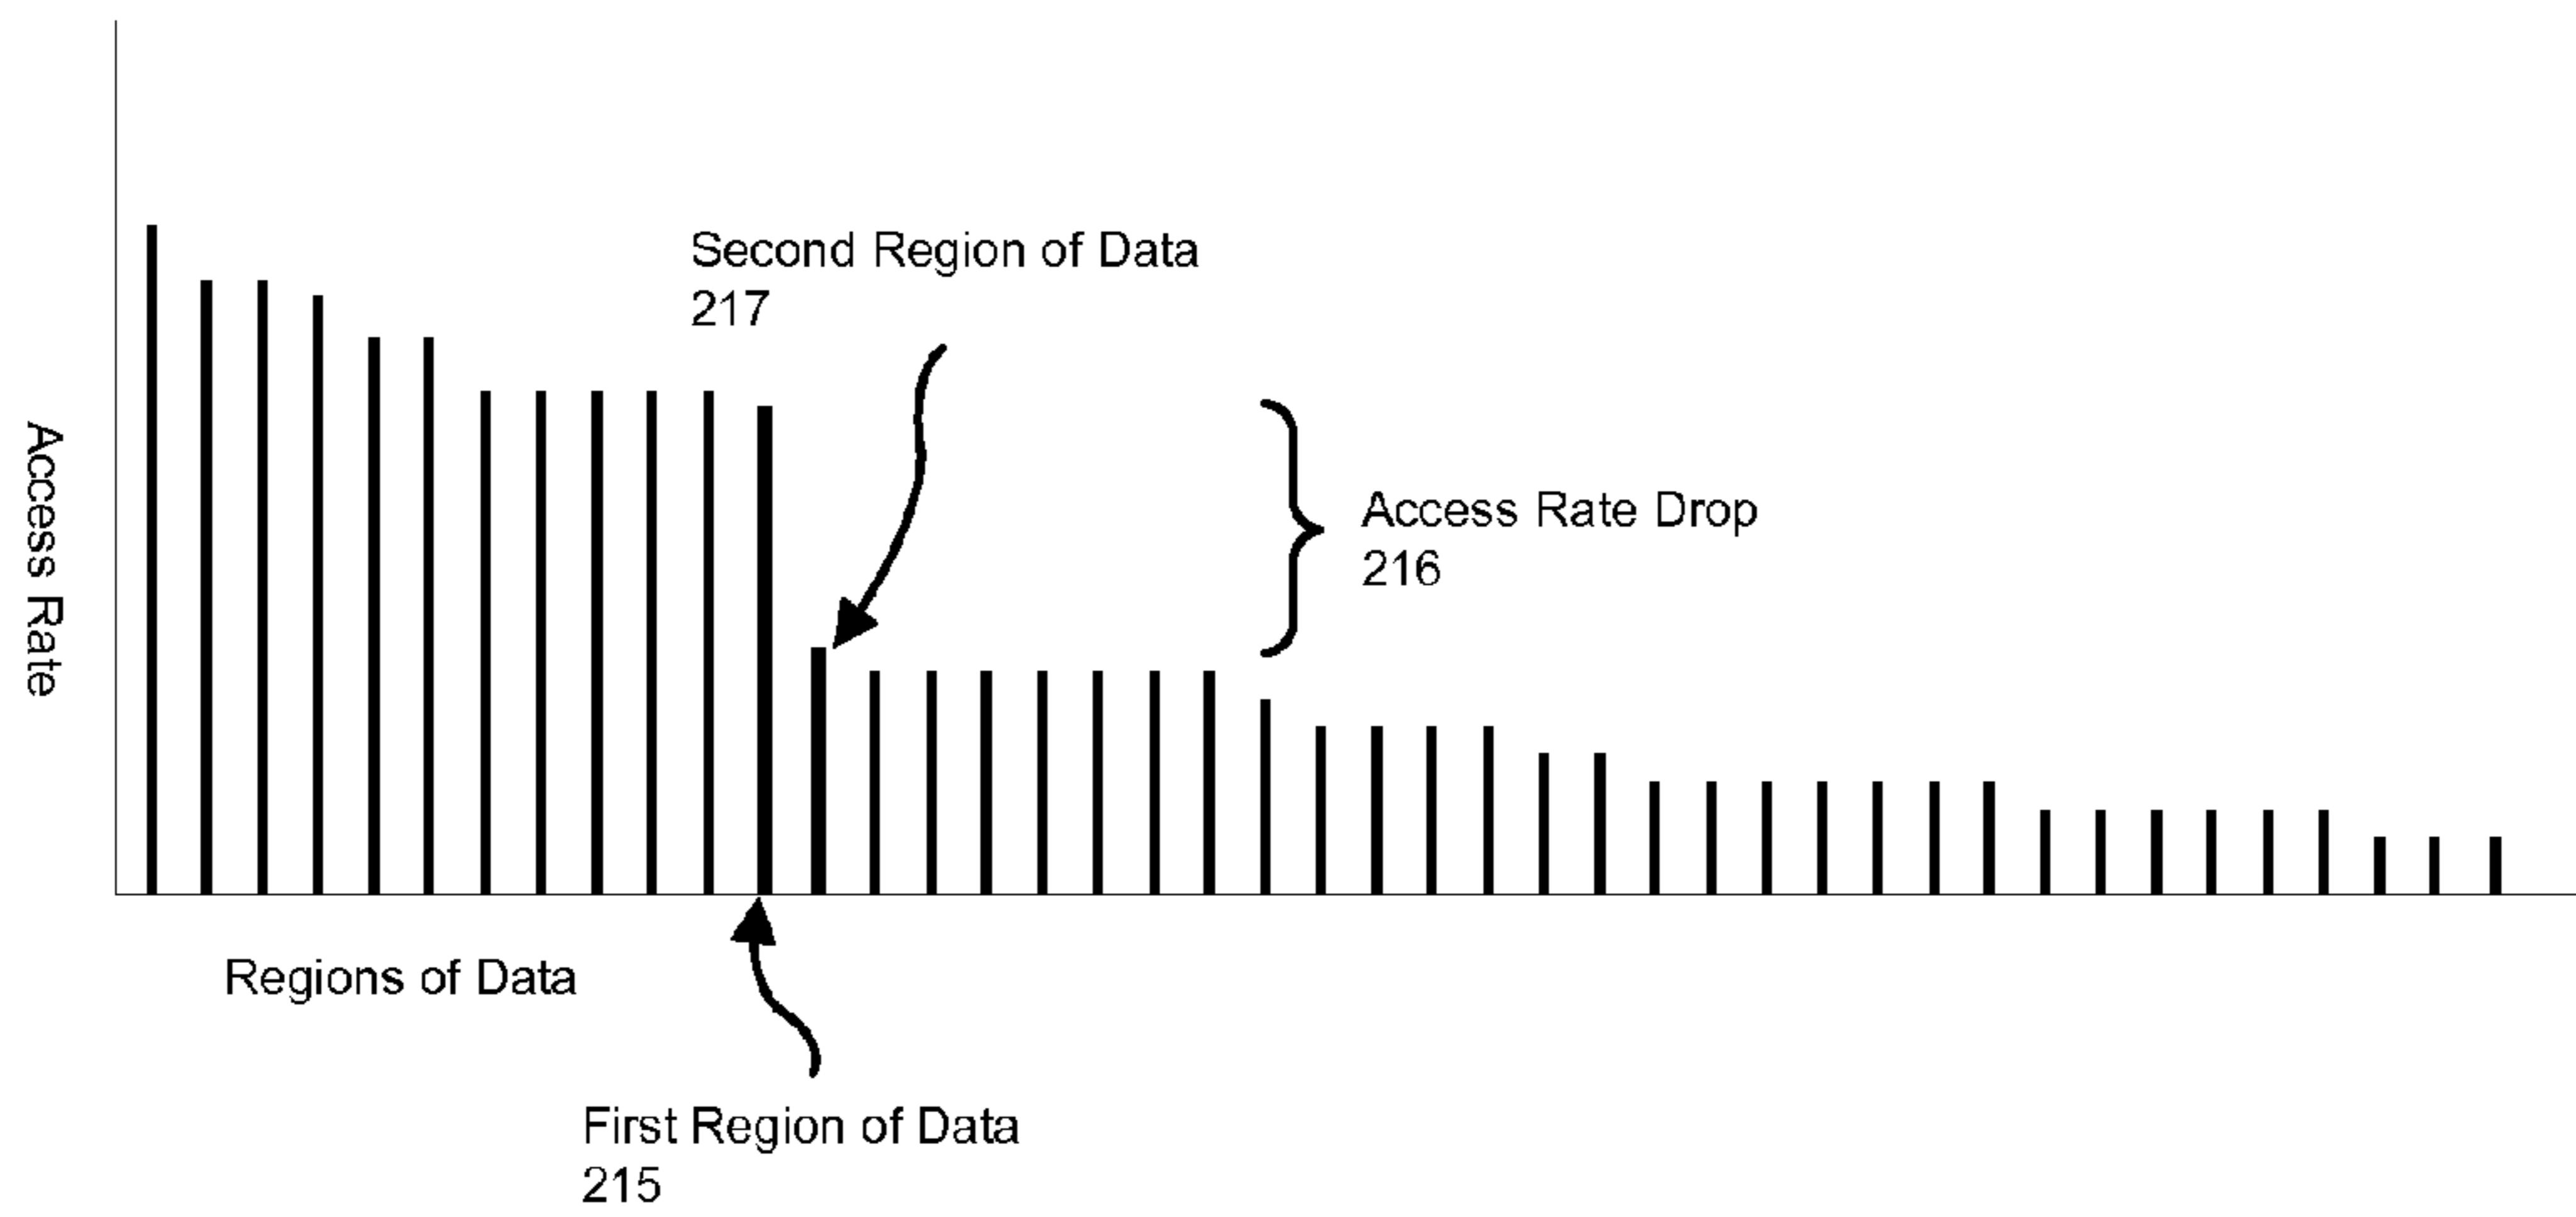 Second Region of Data
217
Access Rate
Access Rate Drop
216
Regions of Data
First Region of Data
215